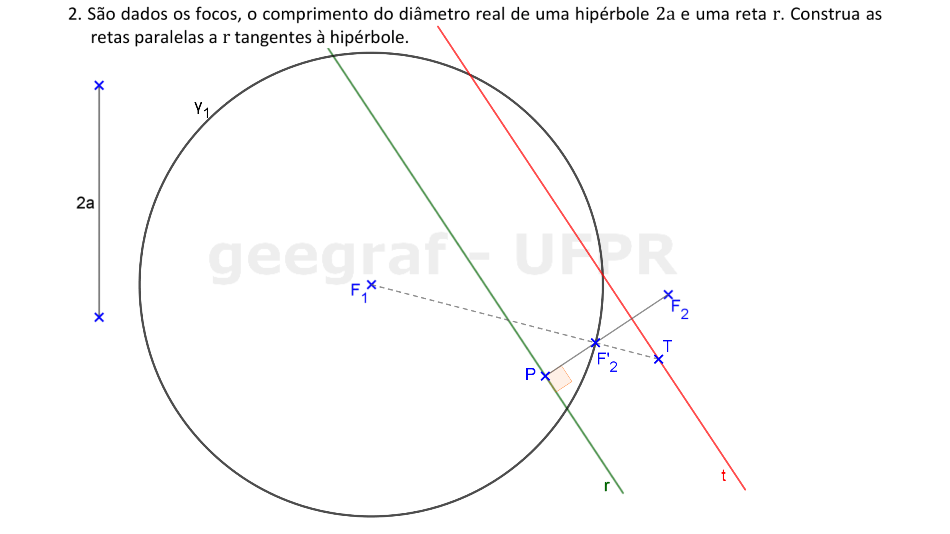 2. São dados os focos, o comprimento do diâmetro real de uma hipérbole 2a e uma reta r. Construa as
retas paralelas a r tangentes à hipérbole.
γ₁
2a
geegraf - UFPR
F₁
F₂
T
F'₂
P
t
r